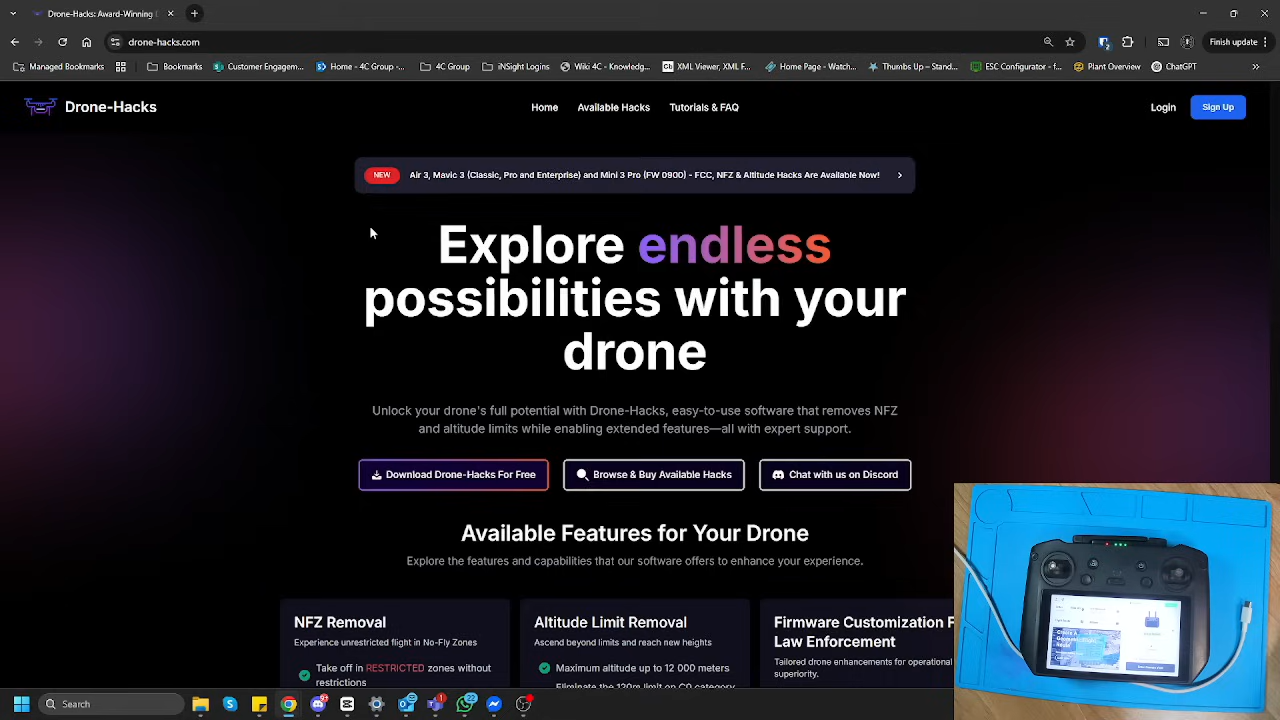 Drone-Hacks: Award-Winning
drone-hacks.com
Finish update
Managed Bookmarks
Bookmarks
Customer Engagem...
Home - 4C Group...
4C Group
iNSight Logins
Wiki 4C - Knowledg...
XML Viewer, XML F...
Home Page - Watch...
Thumbs Up – Stand...
ESC Configurator - f...
Plant Overview
ChatGPT
Drone-Hacks
Home
Available Hacks
Tutorials & FAQ
Login
Sign Up
NEW
Air 3, Mavic 3 (Classic, Pro and Enterprise) and Mini 3 Pro (FW 0900) - FCC, NFZ & Altitude Hacks Are Available Now!
Explore endless
possibilities with your
drone
Unlock your drone's full potential with Drone-Hacks, easy-to-use software that removes NFZ
and altitude limits while enabling extended features—all with expert support.
Download Drone-Hacks For Free
Browse & Buy Available Hacks
Chat with us on Discord
Available Features for Your Drone
Explore the features and capabilities that our software offers to enhance your experience.
NFZ Removal
Experience unrestricted flight in No-Fly Zones
Take off in RESTRICTED zones without
restrictions
Altitude Limit Removal
Ascend beyond limits and reach new heights
Maximum altitude up to 12 000 meters
Eliminate the 120m limit on C0 category
Firmware Customization F
Law Enforcement
Tailored drone enhancements for operational
superiority.
Search